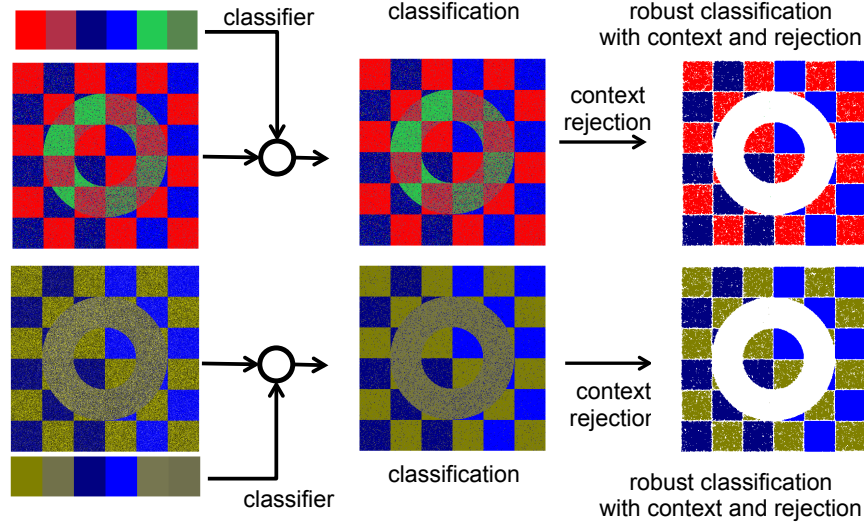 classifier
classification
robust classification
with context and rejection
context
rejection
context
rejection
classifier
classification
robust classification
with context and rejection